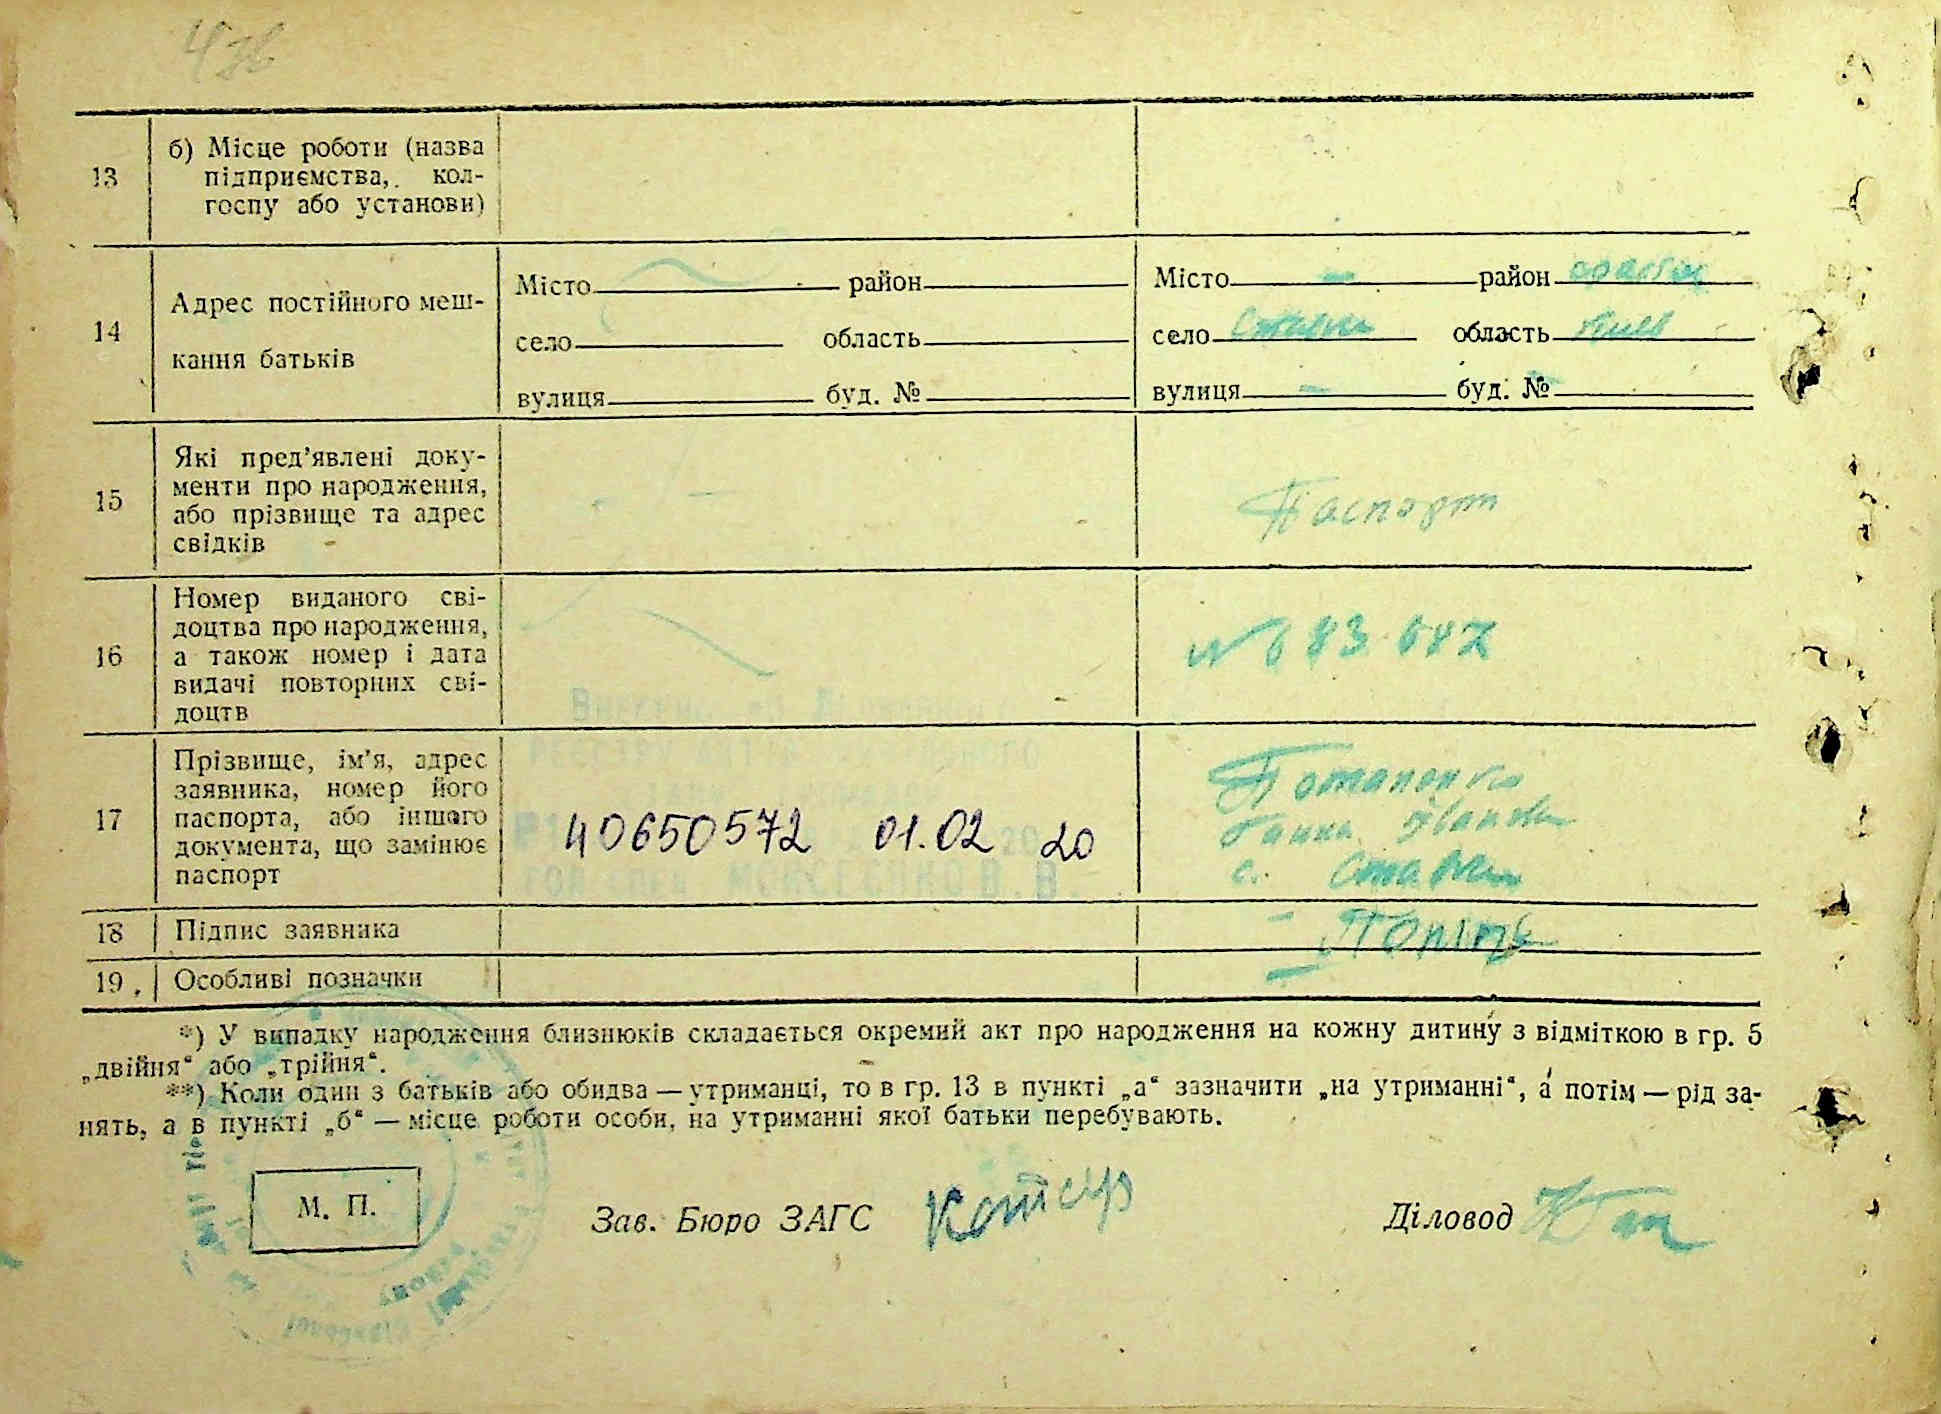 13 б) Місце роботи (назва
підприємства, кол-
госпу або установи)
14 Адрес постійного меш-
кання батьків
Місто район
село область
вулиця буд. №
Місто - район
село область
вулиця - буд. № -
15 Які пред'явлені доку-
менти про народження,
або прізвище та адрес
свідків
Паспорт
16 Номер виданого сві-
доцтва про народження,
а також номер і дата
видачі повторних сві-
доцтв
№
17 Прізвище, ім'я, адрес
заявника, номер його
паспорта, або іншого
документа, що замінює
паспорт
40650572 01.02 20
МОЙСЕЄНКО В. В.
Потапенко
Ганна
с.
18 Підпис заявника
19. Особливі позначки
*) У випадку народження близнюків складається окремий акт про народження на кожну дитину з відміткою в гр. 5
„двійня“ або „трійня“.
**) Коли один з батьків або обидва — утриманці, то в гр. 13 в пункті „а“ зазначити „на утриманні“, а потім — рід за-
нять, а в пункті „б“ — місце роботи особи, на утриманні якої батьки перебувають.
М. П.
Зав. Бюро ЗАГС
Діловод